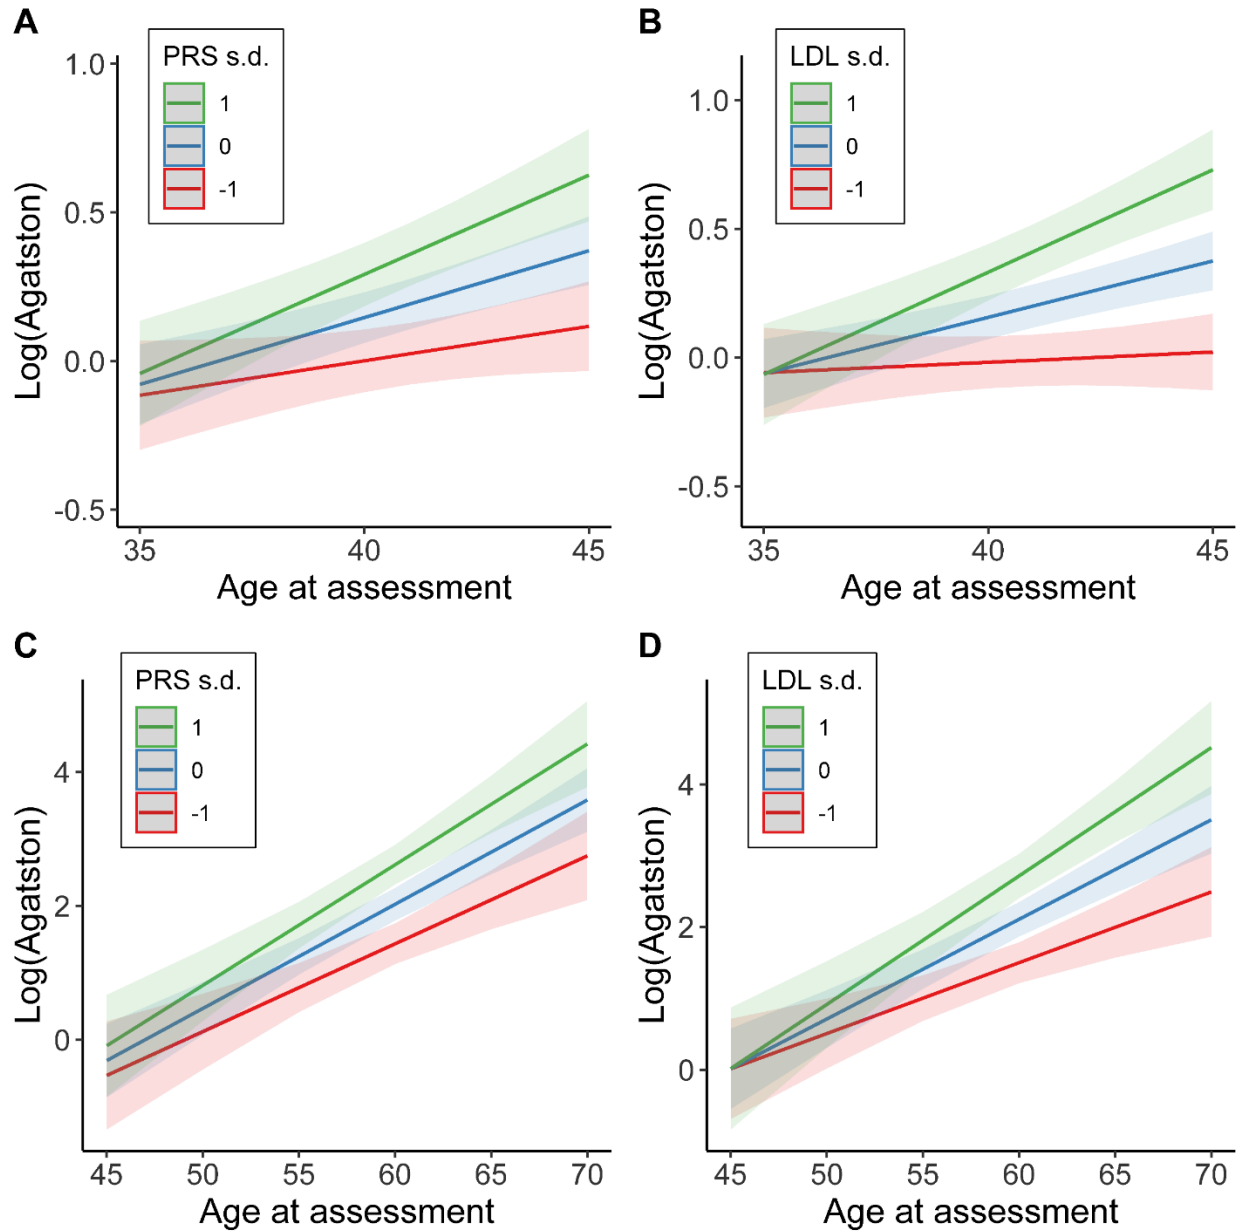 A
PRS s.d.
1
0
-1
1.0
0.5
0.0
-0.5
Log(Agatston)
35
40
45
Age at assessment
B
LDL s.d.
1
0
-1
1.0
0.5
0.0
-0.5
Log(Agatston)
35
40
45
Age at assessment
C
PRS s.d.
1
0
-1
4
2
0
Log(Agatston)
45
50
55
60
65
70
Age at assessment
D
LDL s.d.
1
0
-1
4
2
0
Log(Agatston)
45
50
55
60
65
70
Age at assessment